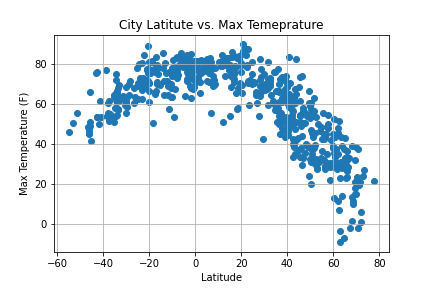 City Latitute vs. Max Temeprature
Max Temperature (F)
80
60
40
20
0
−60 −40 −20 0 20 40 60 80
Latitude